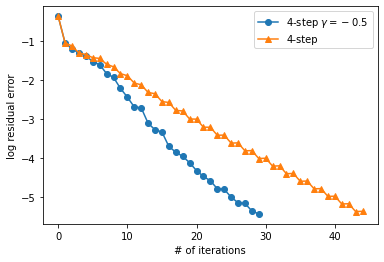 4-step γ = −0.5
4-step
−1
−2
−3
−4
−5
log residual error
0
10
20
30
40
# of iterations